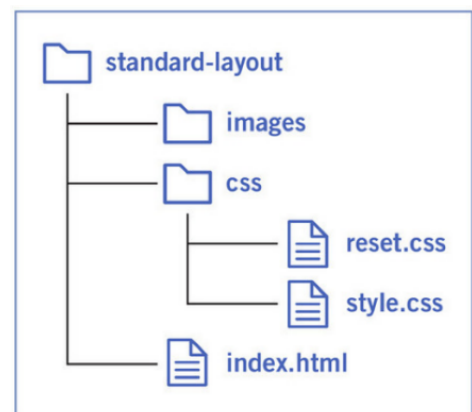 standard-layout
images
css
reset.css
style.css
index.html